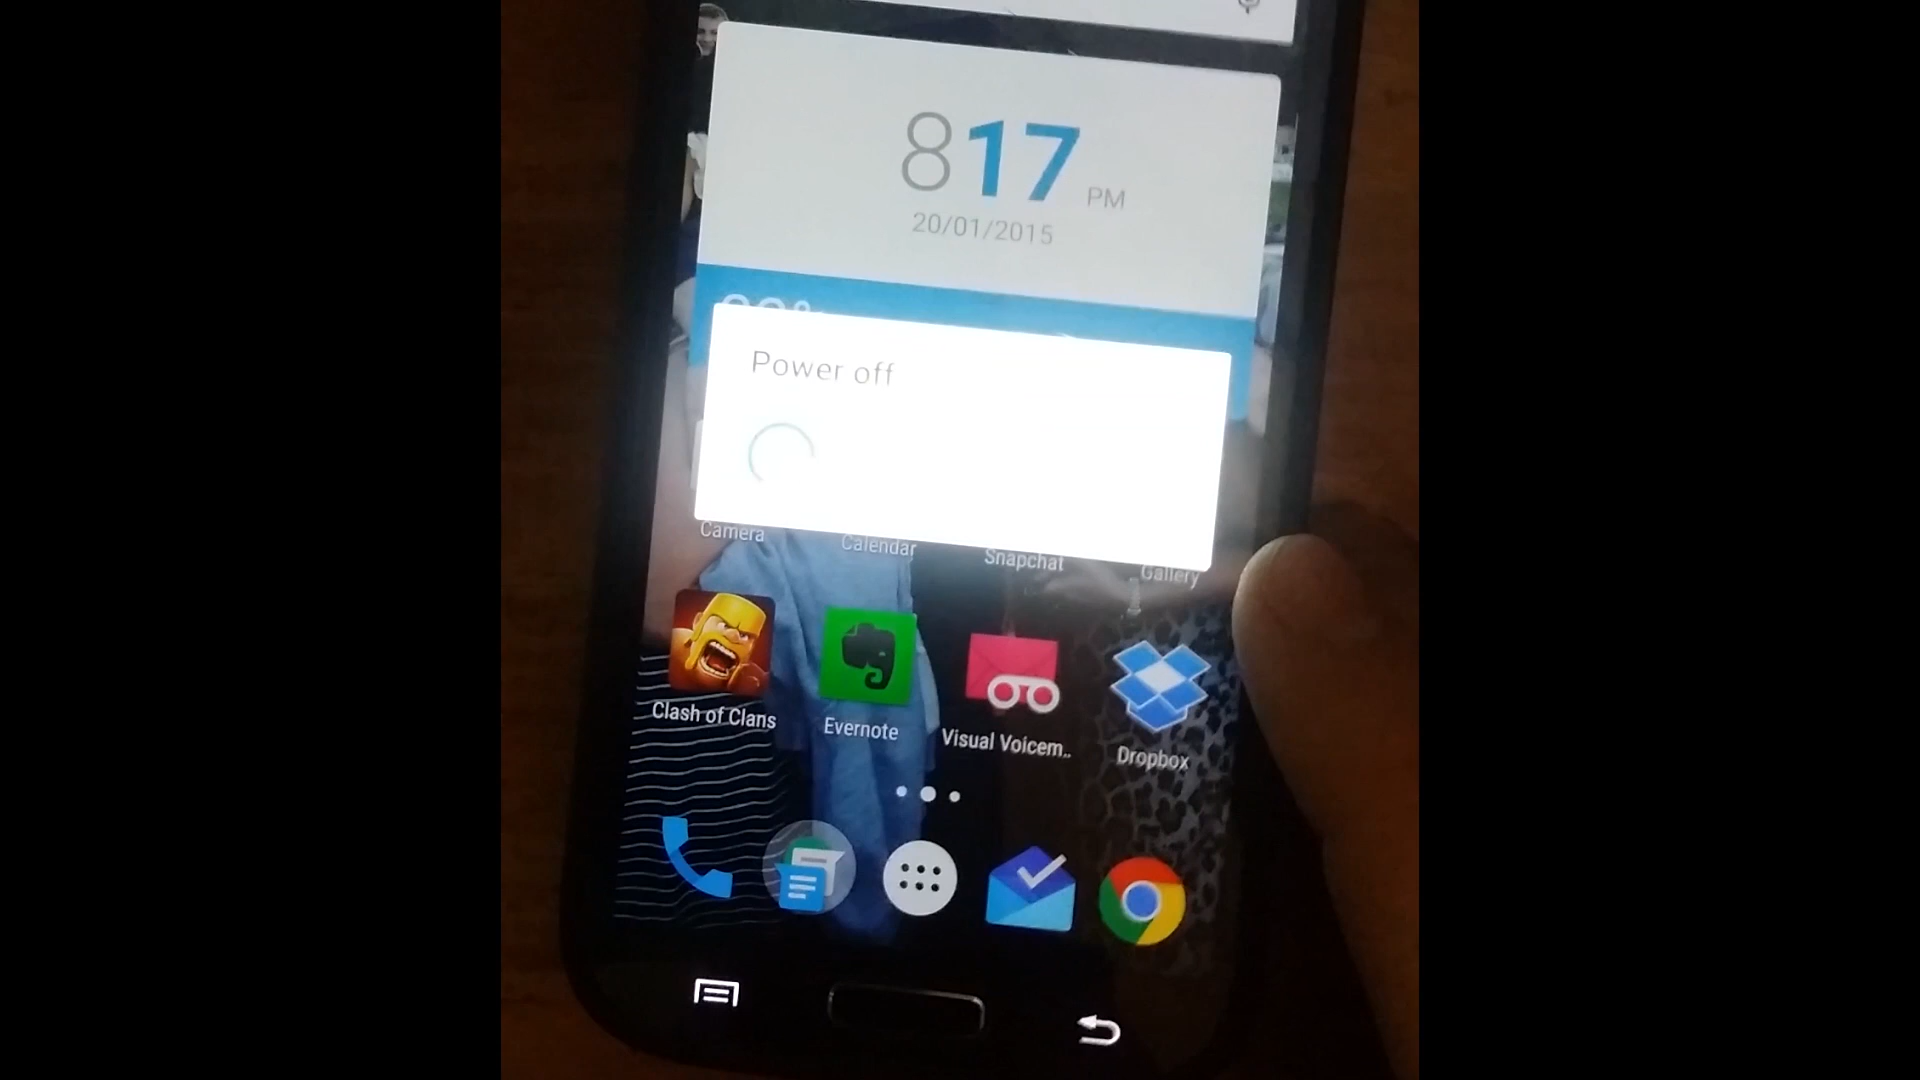 817 PM
20/01/2015
Power off
Camera Calendar Snapchat Gallery
Clash of Clans Evernote Visual Voicem.. Dropbox